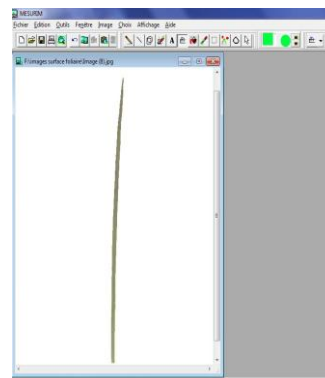 MESURIM
Fichier Edition Outils Fenêtre Image Choix Affichage Aide
F:\images surface foliaire\Image (8).jpg